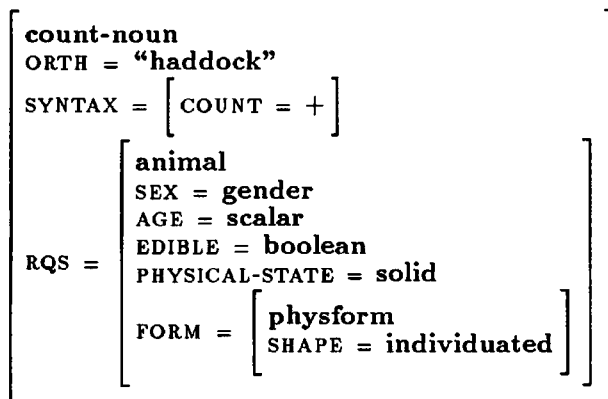 count-noun
ORTH = “haddock”
SYNTAX = [COUNT = +]
animal
SEX = gender
AGE = scalar
EDIBLE = boolean
RQS = PHYSICAL-STATE = solid
physform
FORM = SHAPE = individuated